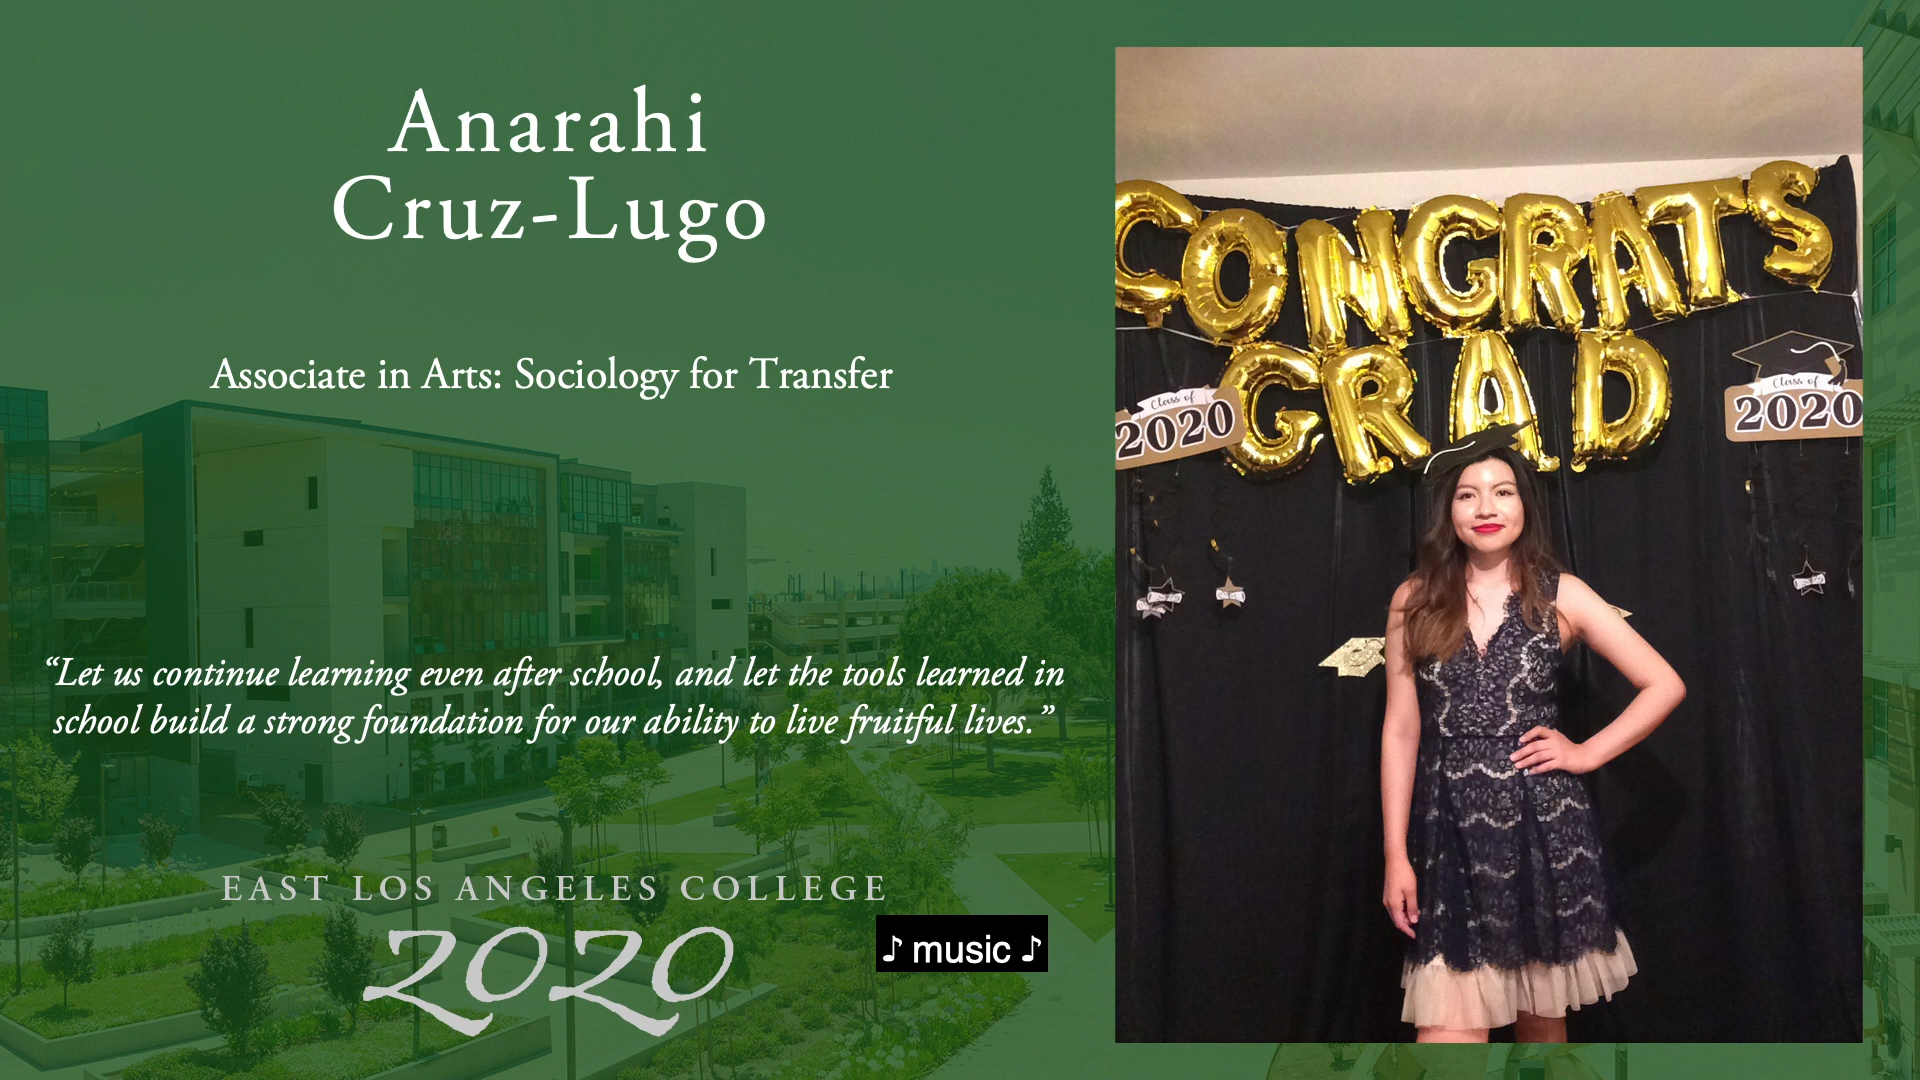 Anarahi
Cruz-Lugo
Associate in Arts: Sociology for Transfer
“Let us continue learning even after school, and let the tools learned in
school build a strong foundation for our ability to live fruitful lives.”
EAST LOS ANGELES COLLEGE
2020
♪ music ♪
CONGRATS
GRAD
Class of
2020
Class of
2020